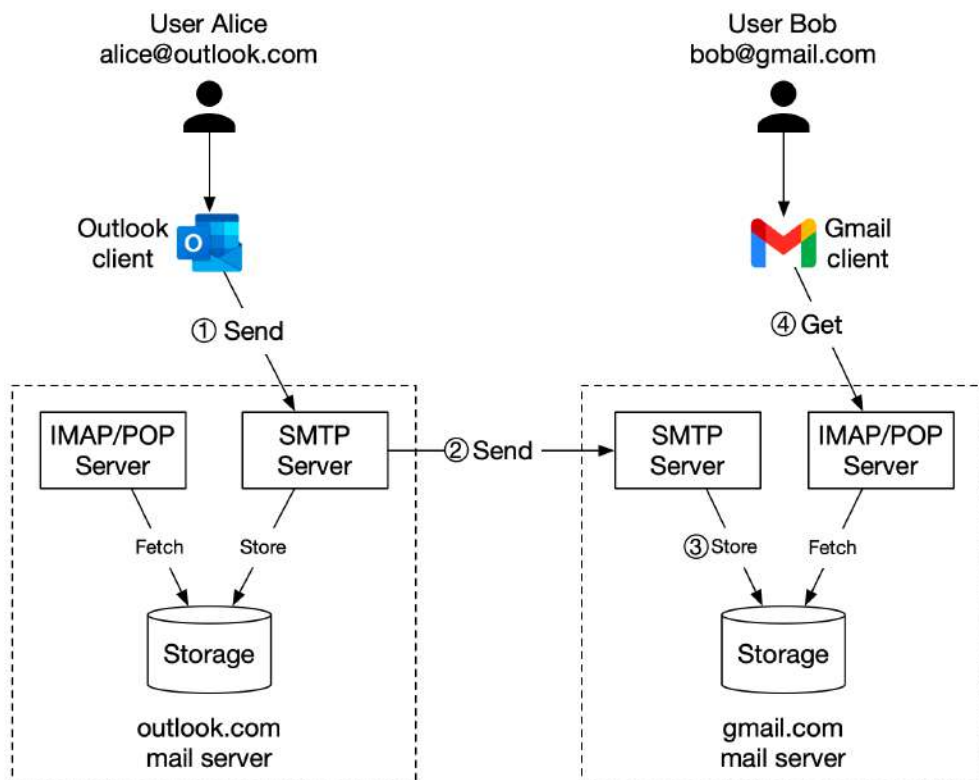 User Alice
alice@outlook.com
User Bob
bob@gmail.com
Outlook
client
O
Gmail
client
① Send
④ Get
IMAP/POP
Server
SMTP
Server
② Send
SMTP
Server
IMAP/POP
Server
Fetch
Store
③ Store
Fetch
Storage
Storage
outlook.com
mail server
gmail.com
mail server